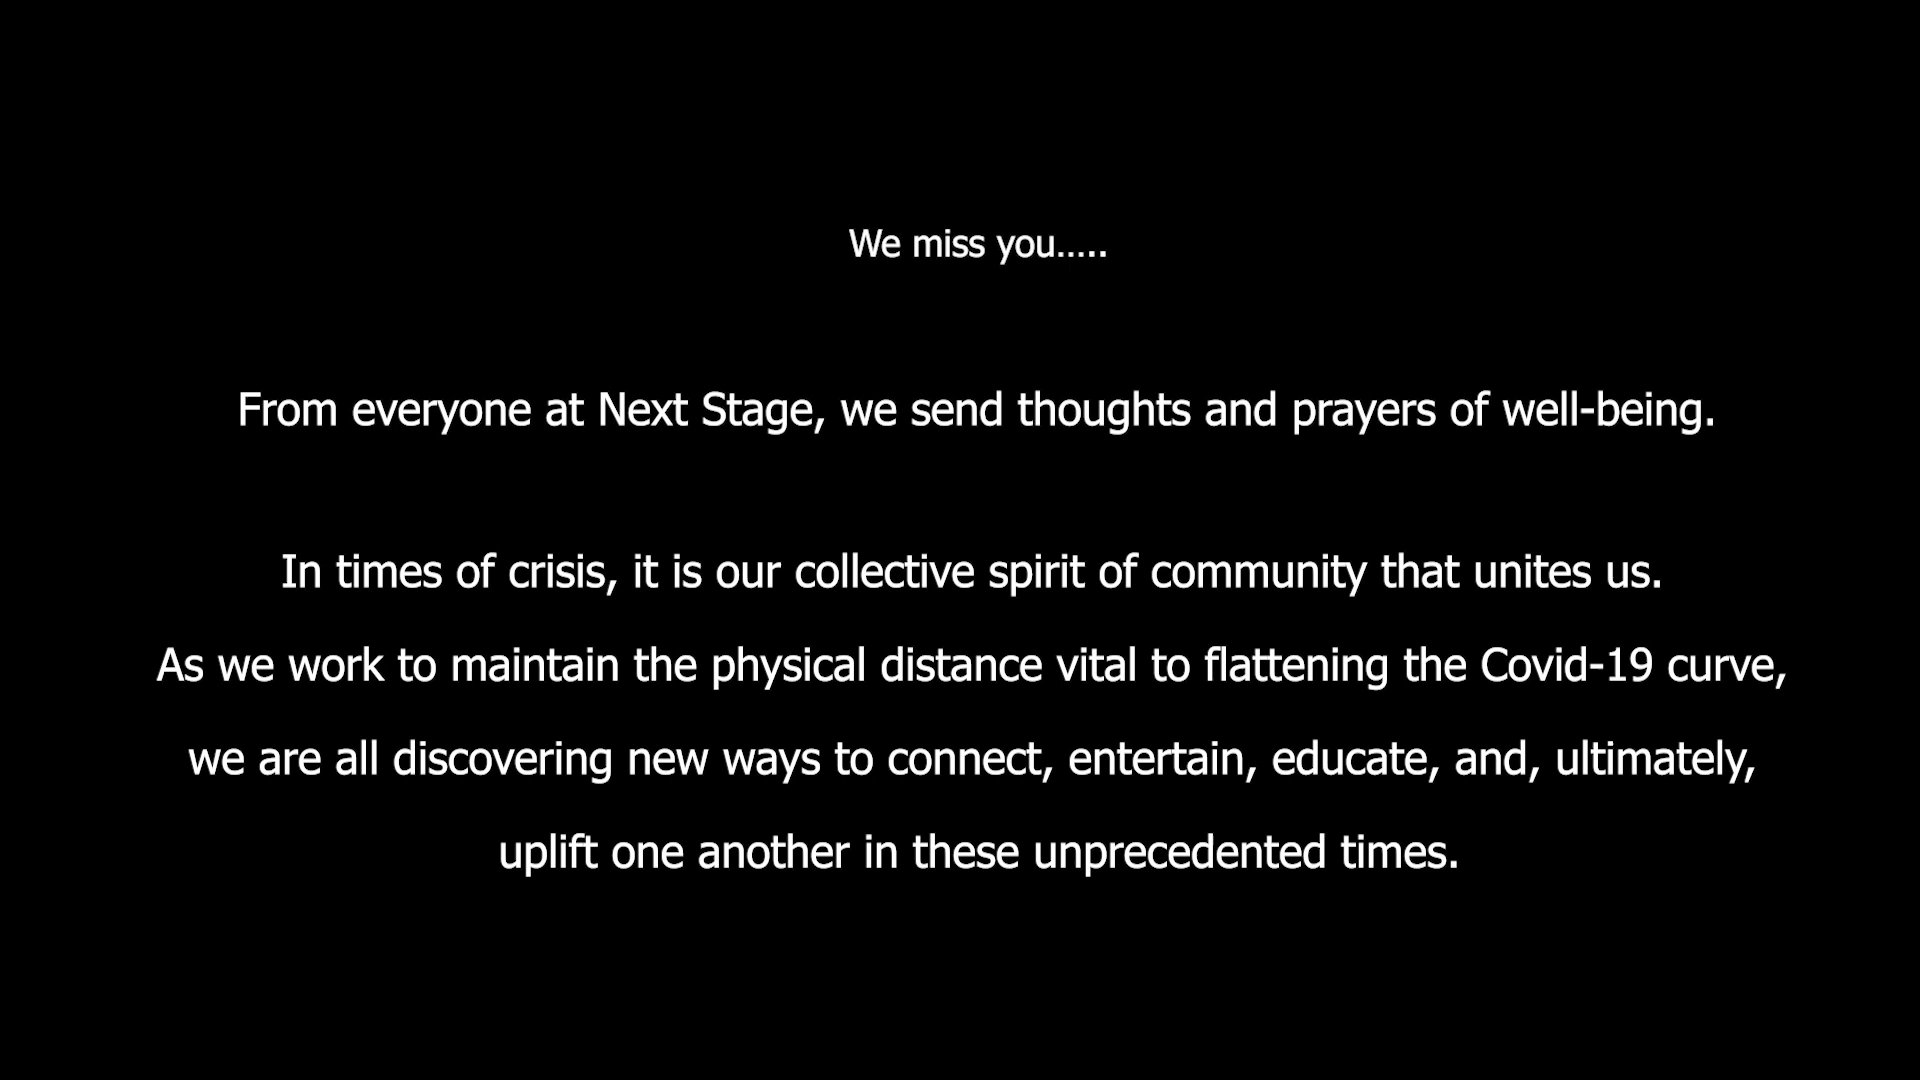 We miss you.....
From everyone at Next Stage, we send thoughts and prayers of well-being.
In times of crisis, it is our collective spirit of community that unites us.
As we work to maintain the physical distance vital to flattening the Covid-19 curve,
we are all discovering new ways to connect, entertain, educate, and, ultimately,
uplift one another in these unprecedented times.